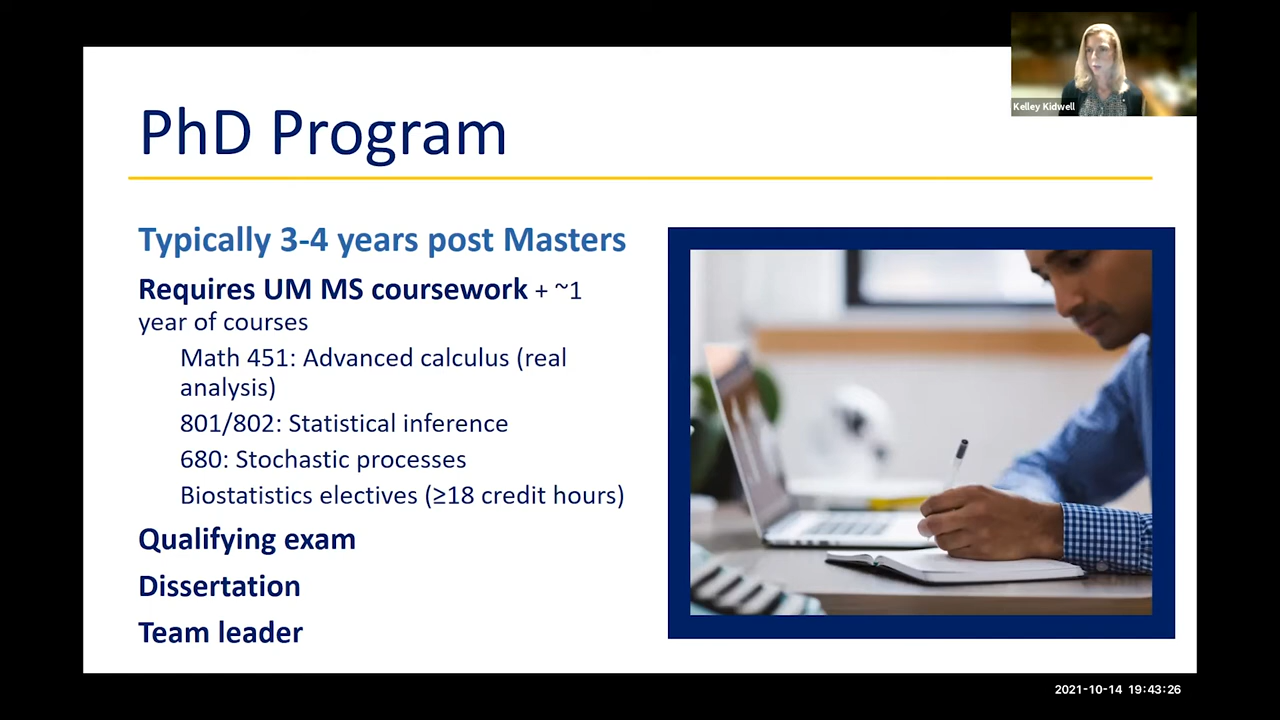 PhD Program
Kelley Kidwell
Typically 3-4 years post Masters
Requires UM MS coursework + ~1
year of courses
Math 451: Advanced calculus (real
analysis)
801/802: Statistical inference
680: Stochastic processes
Biostatistics electives (≥18 credit hours)
Qualifying exam
Dissertation
Team leader
2021-10-14 19:43:26